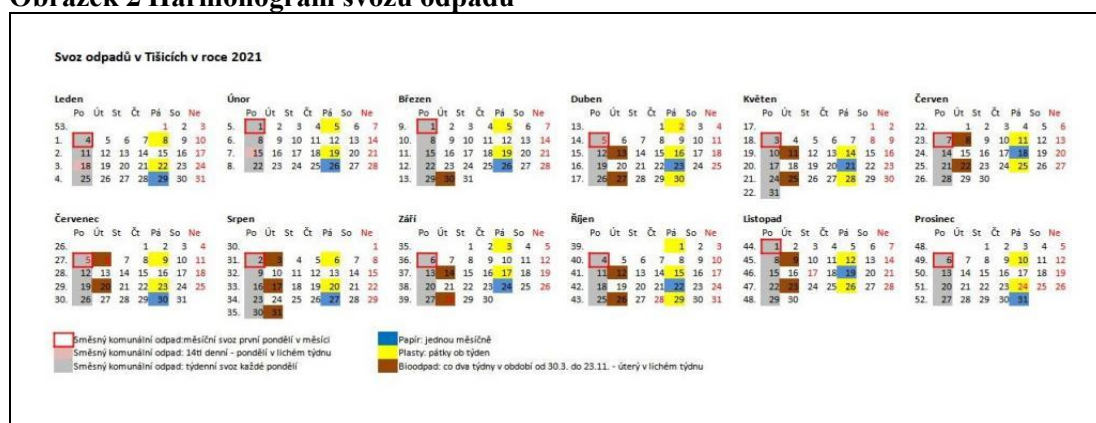 Obrázek 2 Harmonogram svozu odpadů
Svoz odpadů v Tišicích v roce 2021
Leden Únor Březen Duben Květen Červen
Po Út St Čt Pá So Ne Po Út St Čt Pá So Ne Po Út St Čt Pá So Ne Po Út St Čt Pá So Ne Po Út St Čt Pá So Ne Po Út St Čt Pá So Ne
53. 1 2 3 5. 1 2 3 4 5 6 7 9. 1 2 3 4 5 6 7 13. 1 2 3 4 17. 1 2 22. 1 2 3 4 5 6
1. 4 5 6 7 8 9 10 6. 8 9 10 11 12 13 14 10. 8 9 10 11 12 13 14 14. 5 6 7 8 9 10 11 18. 3 4 5 6 7 8 9 23. 7 8 9 10 11 12 13
2. 11 12 13 14 15 16 17 7. 15 16 17 18 19 20 21 11. 15 16 17 18 19 20 21 15. 12 13 14 15 16 17 18 19. 10 11 12 13 14 15 16 24. 14 15 16 17 18 19 20
3. 18 19 20 21 22 23 24 8. 22 23 24 25 26 27 28 12. 22 23 24 25 26 27 28 16. 19 20 21 22 23 24 25 20. 17 18 19 20 21 22 23 25. 21 22 23 24 25 26 27
4. 25 26 27 28 29 30 31 13. 29 30 31 17. 26 27 28 29 30 21. 24 25 26 27 28 29 30 26. 28 29 30
22. 31
Červenec Srpen Září Říjen Listopad Prosinec
Po Út St Čt Pá So Ne Po Út St Čt Pá So Ne Po Út St Čt Pá So Ne Po Út St Čt Pá So Ne Po Út St Čt Pá So Ne Po Út St Čt Pá So Ne
26. 1 2 3 4 30. 1 35. 1 2 3 4 5 39. 1 2 3 44. 1 2 3 4 5 6 7 48. 1 2 3 4 5
27. 5 6 7 8 9 10 11 31. 2 3 4 5 6 7 8 36. 6 7 8 9 10 11 12 40. 4 5 6 7 8 9 10 45. 8 9 10 11 12 13 14 49. 6 7 8 9 10 11 12
28. 12 13 14 15 16 17 18 32. 9 10 11 12 13 14 15 37. 13 14 15 16 17 18 19 41. 11 12 13 14 15 16 17 46. 15 16 17 18 19 20 21 50. 13 14 15 16 17 18 19
29. 19 20 21 22 23 24 25 33. 16 17 18 19 20 21 22 38. 20 21 22 23 24 25 26 42. 18 19 20 21 22 23 24 47. 22 23 24 25 26 27 28 51. 20 21 22 23 24 25 26
30. 26 27 28 29 30 31 34. 23 24 25 26 27 28 29 39. 27 28 29 30 43. 25 26 27 28 29 30 31 48. 29 30 52. 27 28 29 30 31
35. 30 31
Směsný komunální odpad:měsíční svoz první pondělí v měsíci Papír: jednou měsíčně
Směsný komunální odpad: 14ti denní - pondělí v lichém týdnu Plasty: pátky ob týden
Směsný komunální odpad: týdenní svoz každé pondělí Bioodpad: co dva týdny v období od 30.3. do 23.11. - úterý v lichém týdnu